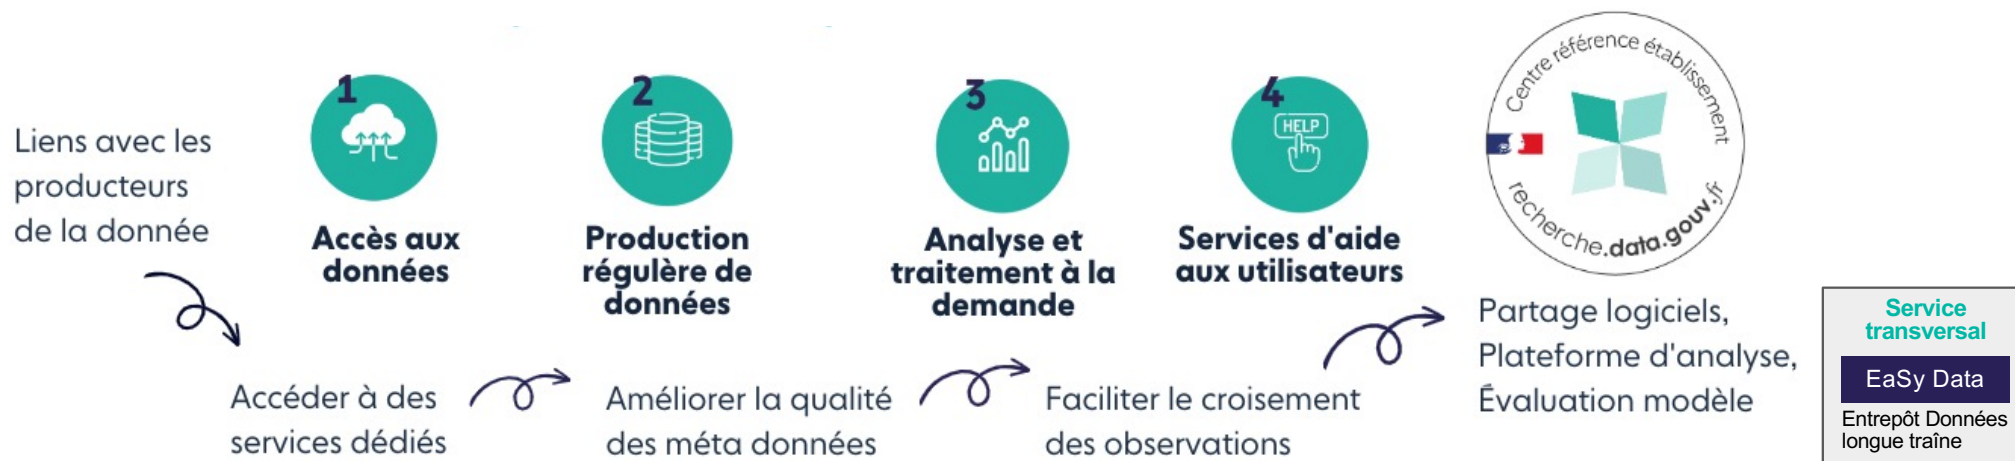 Liens avec les
producteurs
de la donnée
1
Accès aux
données
2
Production
régulère de
données
3
Analyse et
traitement à la
demande
4
HELP
Services d'aide
aux utilisateurs
Centre référence établissement
recherche.data.gouv.fr
Accéder à des
services dédiés
Améliorer la qualité
des méta données
Faciliter le croisement
des observations
Partage logiciels,
Plateforme d'analyse,
Évaluation modèle
Service
transversal
EaSy Data
Entrepôt Données
longue traîne